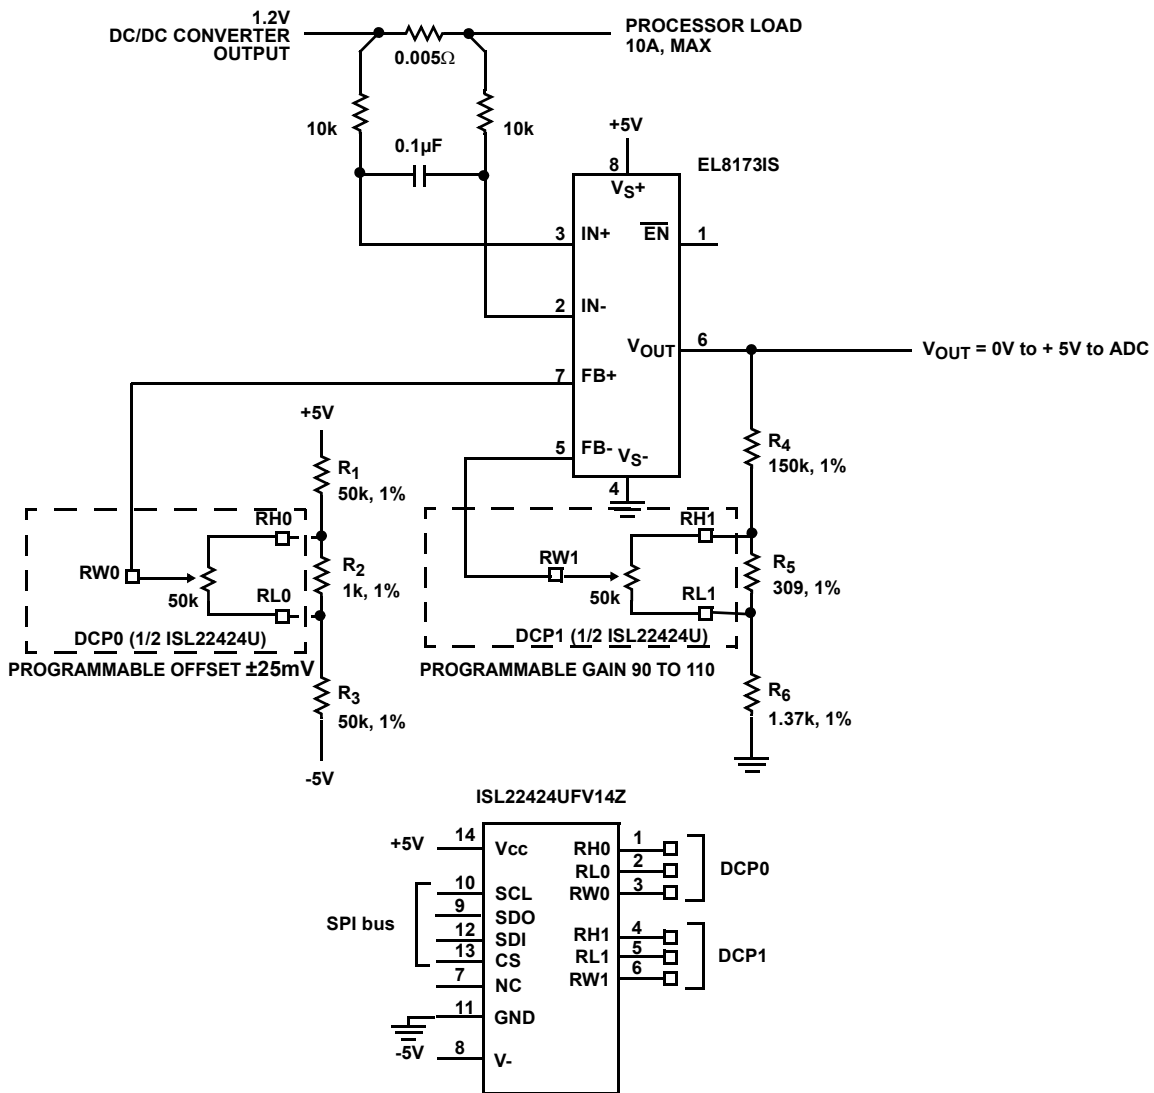 1.2V
DC/DC CONVERTER
OUTPUT
PROCESSOR LOAD
10A, MAX
0.005Ω
10k
10k
0.1µF
+5V
EL8173IS
8
VS+
3
IN+
EN
1
2
IN-
VOUT
6
VOUT = 0V to + 5V to ADC
7
FB+
5
FB-
VS-
4
+5V
R1
50k, 1%
RH0
RW0
50k
R2
1k, 1%
RL0
DCP0 (1/2 ISL22424U)
PROGRAMMABLE OFFSET ±25mV
R3
50k, 1%
-5V
R4
150k, 1%
RH1
RW1
50k
R5
309, 1%
RL1
DCP1 (1/2 ISL22424U)
PROGRAMMABLE GAIN 90 TO 110
R6
1.37k, 1%
ISL22424UFV14Z
+5V
14
Vcc
SPI bus
10
SCL
9
SDO
12
SDI
13
CS
7
NC
11
GND
-5V
8
V-
RH0
1
RL0
2
RW0
3
DCP0
RH1
4
RL1
5
RW1
6
DCP1